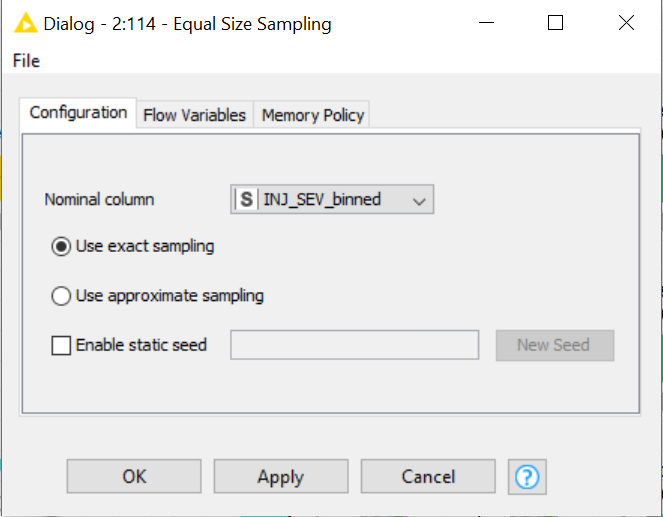 Dialog - 2:114 - Equal Size Sampling
File
Configuration Flow Variables Memory Policy
Nominal column S INJ_SEV_binned
Use exact sampling
Use approximate sampling
Enable static seed New Seed
OK Apply Cancel ?